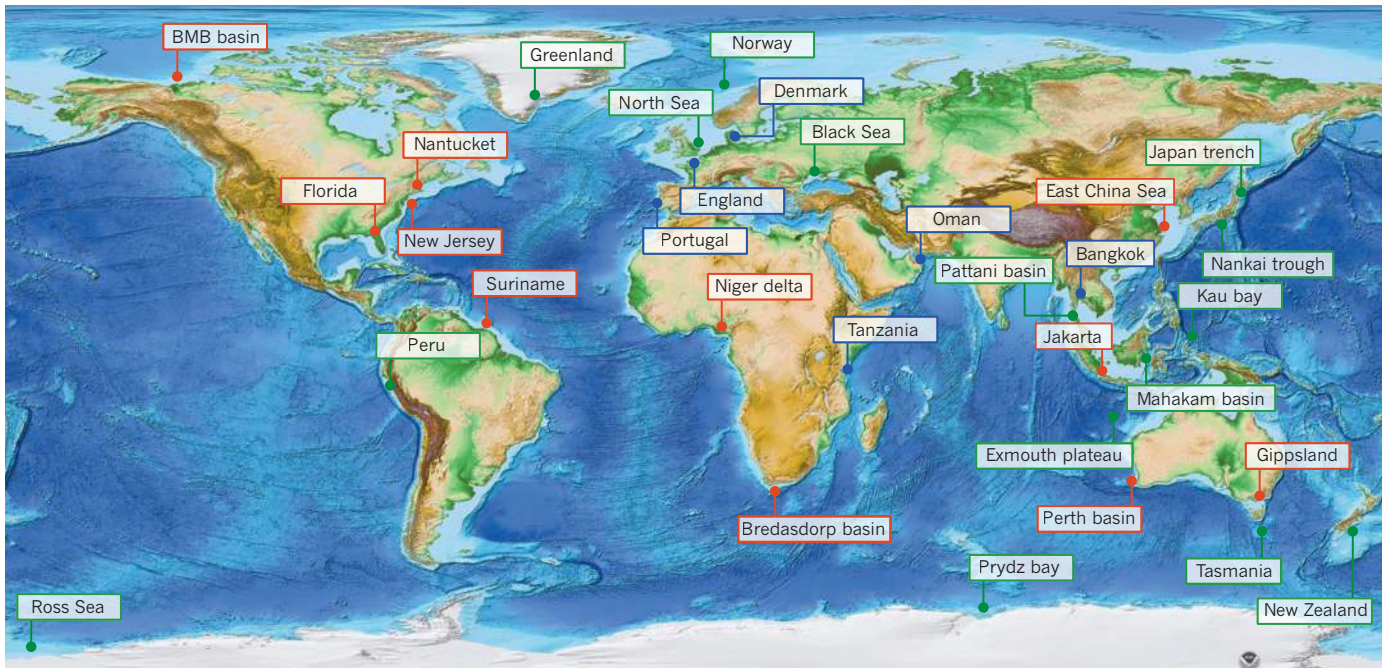 BMB basin
Norway
Greenland
Denmark
North Sea
Black Sea
Nantucket
Japan trench
Florida
East China Sea
England
Oman
New Jersey
Portugal
Bangkok
Pattani basin
Nankai trough
Suriname
Niger delta
Kau bay
Tanzania
Jakarta
Peru
Mahakam basin
Exmouth plateau
Gippsland
Perth basin
Bredasdorp basin
Prydz bay
Tasmania
Ross Sea
New Zealand